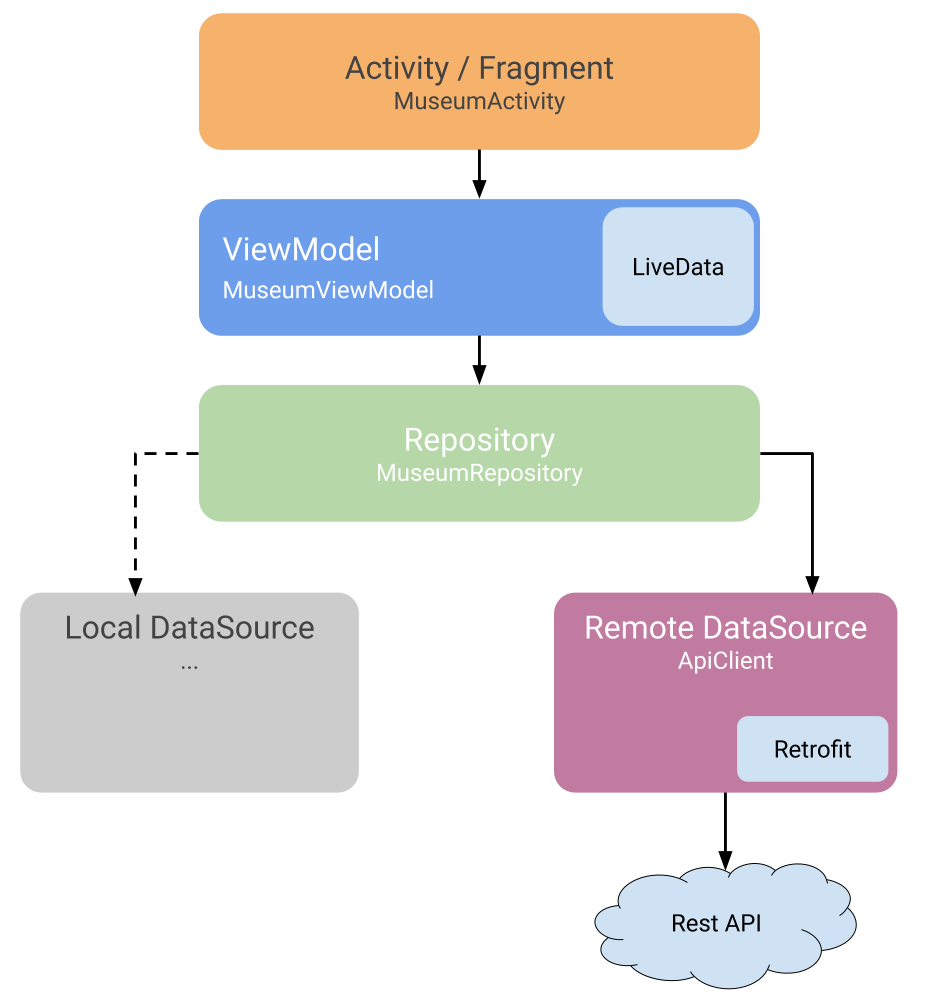 Activity / Fragment
MuseumActivity
ViewModel
MuseumViewModel
LiveData
Repository
MuseumRepository
Local DataSource
...
Remote DataSource
ApiClient
Retrofit
Rest API